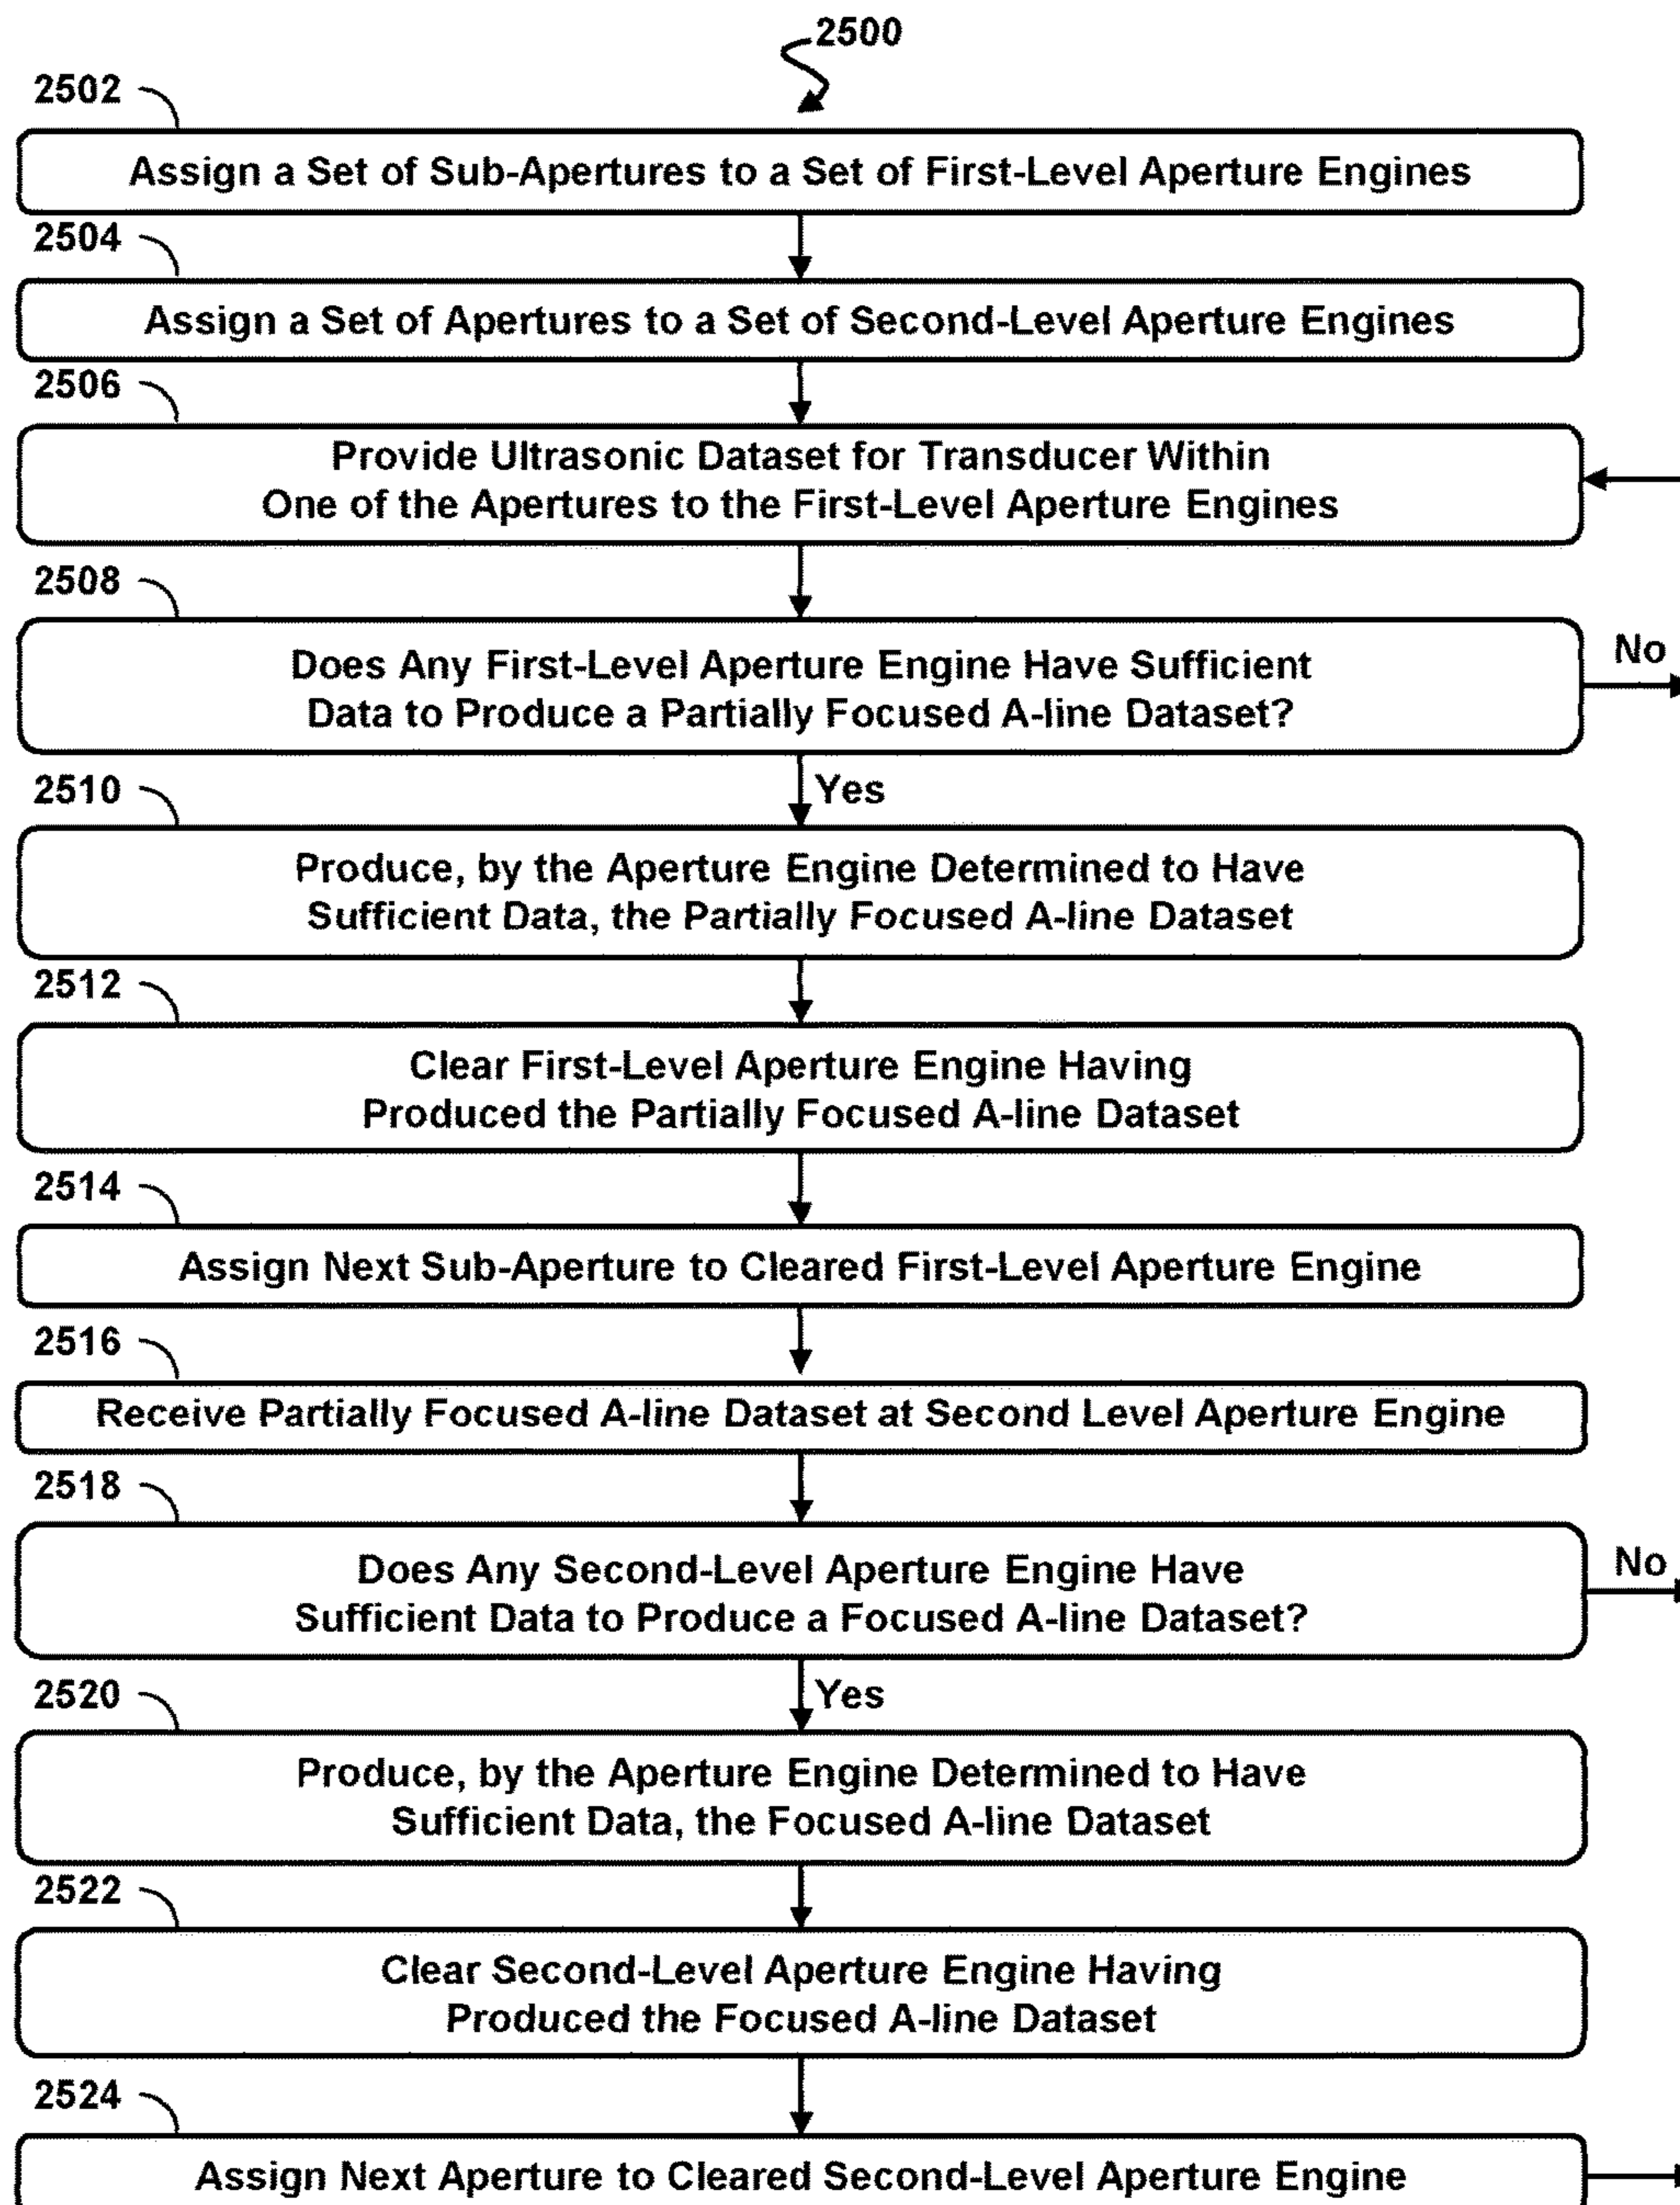 2500
2502
Assign a Set of Sub-Apertures to a Set of First-Level Aperture Engines
2504
Assign a Set of Apertures to a Set of Second-Level Aperture Engines
2506
Provide Ultrasonic Dataset for Transducer Within
One of the Apertures to the First-Level Aperture Engines
2508
Does Any First-Level Aperture Engine Have Sufficient
Data to Produce a Partially Focused A-line Dataset?
No
Yes
2510
Produce, by the Aperture Engine Determined to Have
Sufficient Data, the Partially Focused A-line Dataset
2512
Clear First-Level Aperture Engine Having
Produced the Partially Focused A-line Dataset
2514
Assign Next Sub-Aperture to Cleared First-Level Aperture Engine
2516
Receive Partially Focused A-line Dataset at Second Level Aperture Engine
2518
Does Any Second-Level Aperture Engine Have
Sufficient Data to Produce a Focused A-line Dataset?
No
Yes
2520
Produce, by the Aperture Engine Determined to Have
Sufficient Data, the Focused A-line Dataset
2522
Clear Second-Level Aperture Engine Having
Produced the Focused A-line Dataset
2524
Assign Next Aperture to Cleared Second-Level Aperture Engine